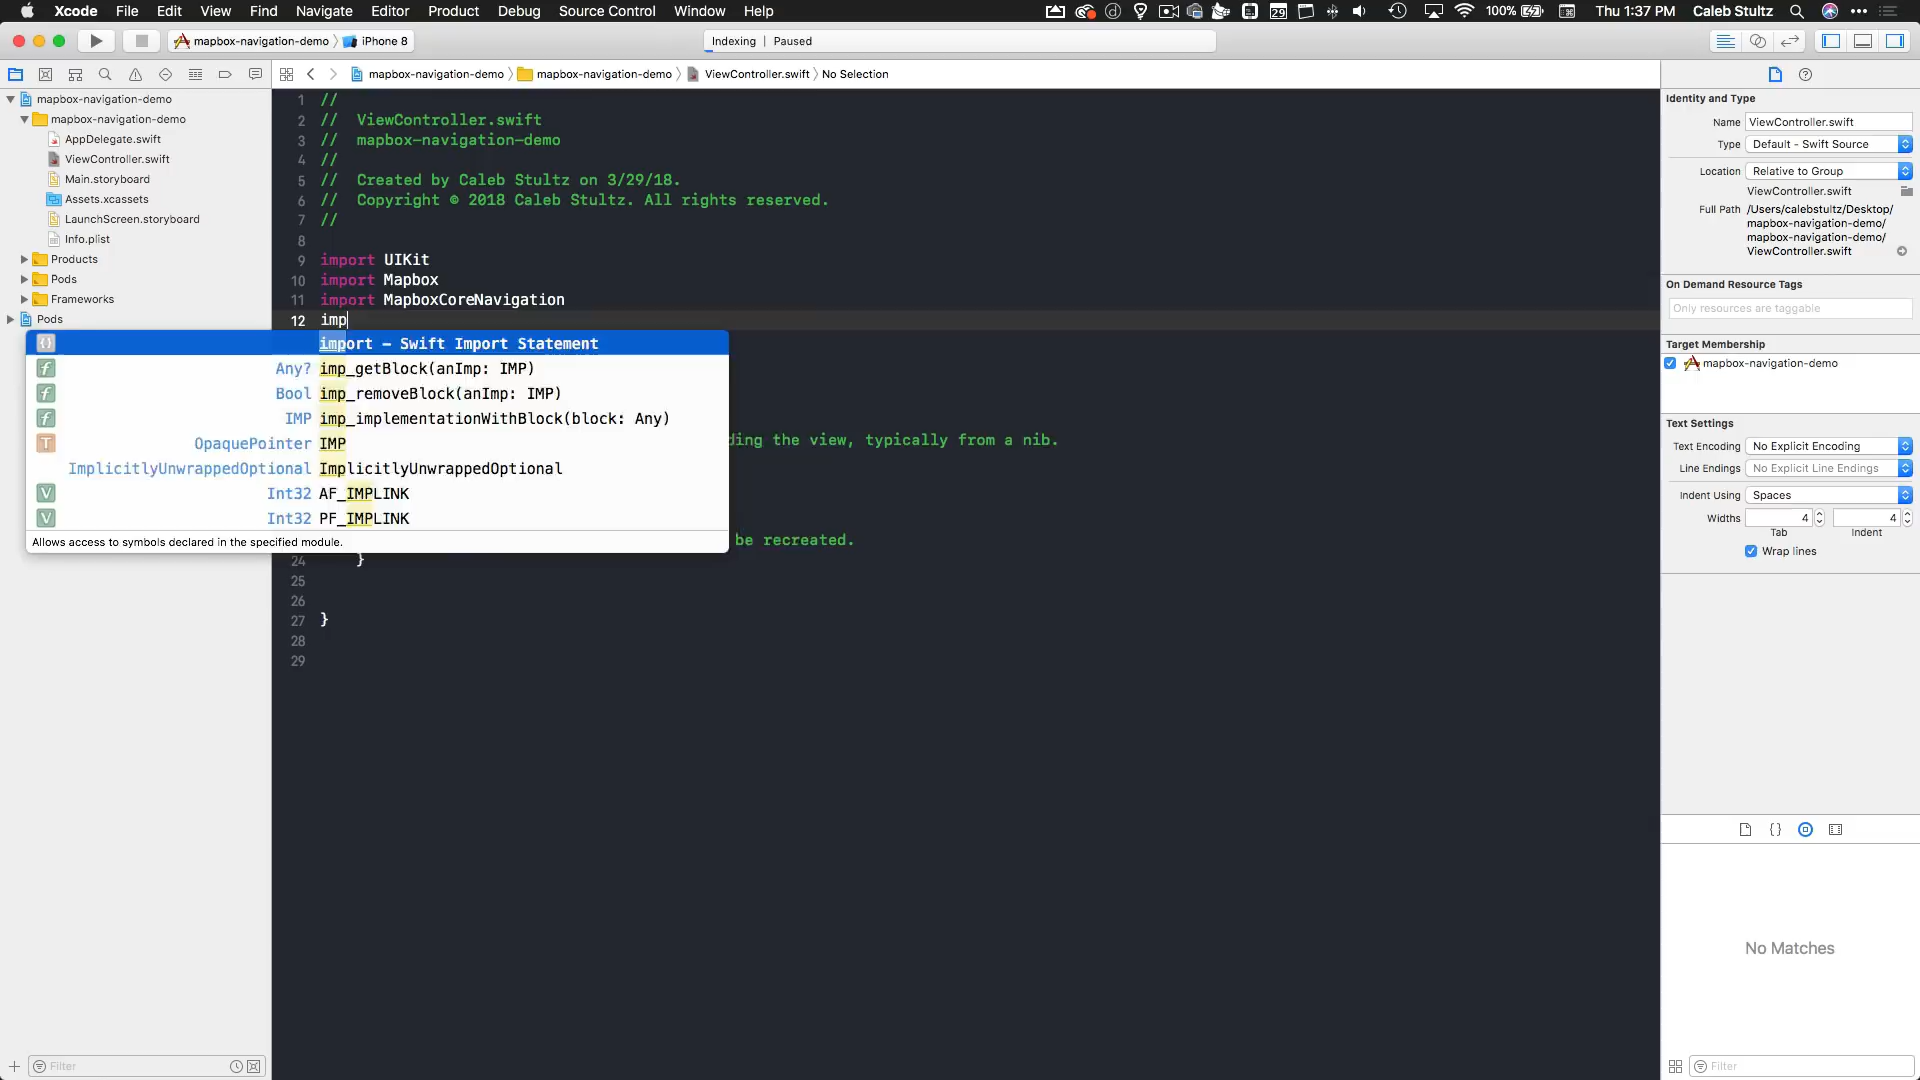 Xcode File Edit View Find Navigate Editor Product Debug Source Control Window Help 29 100% Thu 1:37 PM Caleb Stultz
mapbox-navigation-demo iPhone 8 Indexing | Paused
mapbox-navigation-demo mapbox-navigation-demo ViewController.swift No Selection
mapbox-navigation-demo
mapbox-navigation-demo
AppDelegate.swift
ViewController.swift
Main.storyboard
Assets.xcassets
LaunchScreen.storyboard
Info.plist
Products
Pods
Frameworks
Pods
1 //
2 // ViewController.swift
3 // mapbox-navigation-demo
4 //
5 // Created by Caleb Stultz on 3/29/18.
6 // Copyright © 2018 Caleb Stultz. All rights reserved.
7 //
8
9 import UIKit
10 import Mapbox
11 import MapboxCoreNavigation
12 imp
{} import – Swift Import Statement
f Any? imp_getBlock(anImp: IMP)
f Bool imp_removeBlock(anImp: IMP)
f IMP imp_implementationWithBlock(block: Any)
T OpaquePointer IMP
ImplicitlyUnwrappedOptional ImplicitlyUnwrappedOptional
V Int32 AF_IMPLINK
V Int32 PF_IMPLINK
Allows access to symbols declared in the specified module.
ding the view, typically from a nib.
be recreated.
24 }
25
26
27 }
28
29
Identity and Type
Name ViewController.swift
Type Default - Swift Source
Location Relative to Group
ViewController.swift
Full Path /Users/calebstultz/Desktop/
mapbox-navigation-demo/
mapbox-navigation-demo/
ViewController.swift
On Demand Resource Tags
Only resources are taggable
Target Membership
mapbox-navigation-demo
Text Settings
Text Encoding No Explicit Encoding
Line Endings No Explicit Line Endings
Indent Using Spaces
Widths 4 4
Tab Indent
Wrap lines
{}
No Matches
Filter
Filter